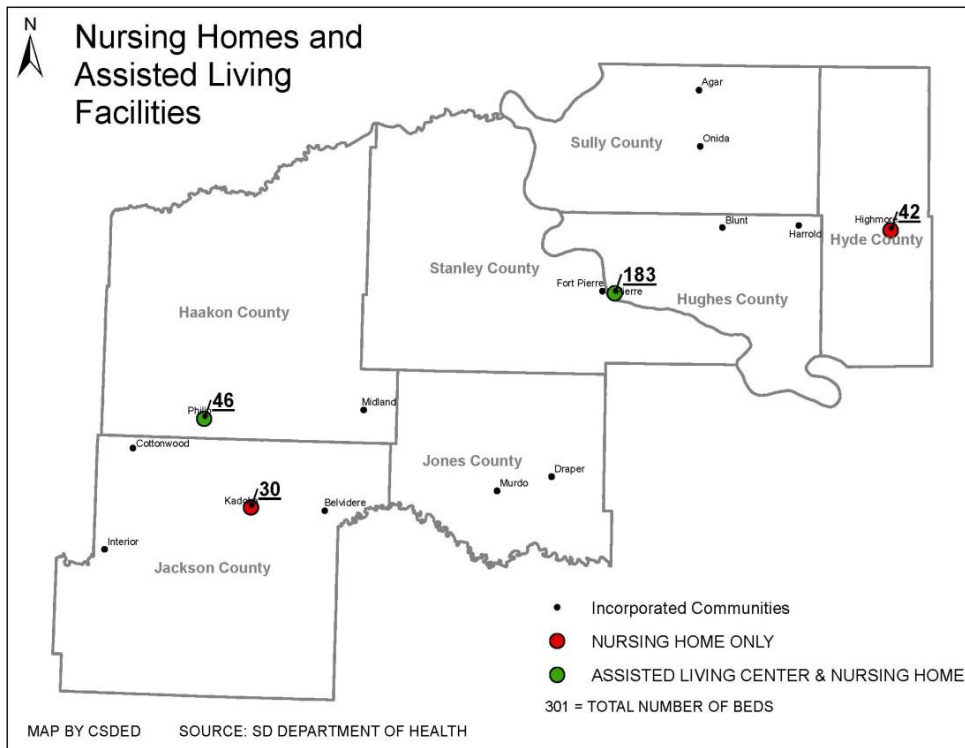 N
Nursing Homes and
Assisted Living
Facilities
Agar
Sully County
Onida
Highmore
42
Blunt
Harrold
Hyde County
Stanley County
183
Fort Pierre
Pierre
Hughes County
Haakon County
46
Philip
Midland
Cottonwood
Jones County
Draper
Murdo
30
Kadoka
Belvidere
Interior
Jackson County
Incorporated Communities
NURSING HOME ONLY
ASSISTED LIVING CENTER & NURSING HOME
301 = TOTAL NUMBER OF BEDS
MAP BY CSDED SOURCE: SD DEPARTMENT OF HEALTH